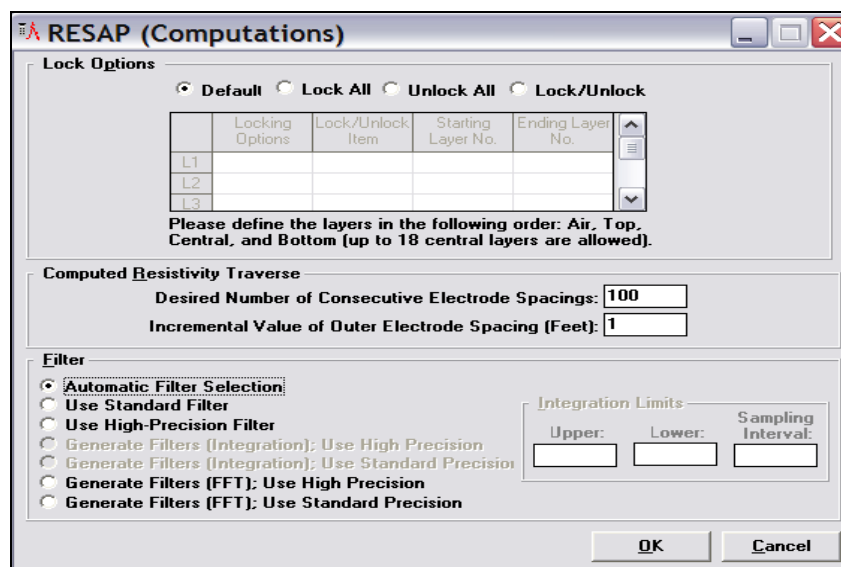 RESAP (Computations)
Lock Options
Default Lock All Unlock All Lock/Unlock
Locking Options Lock/Unlock Item Starting Layer No. Ending Layer No.
L1
L2
L3
Please define the layers in the following order: Air, Top,
Central, and Bottom (up to 18 central layers are allowed).
Computed Resistivity Traverse
Desired Number of Consecutive Electrode Spacings: 100
Incremental Value of Outer Electrode Spacing (Feet): 1
Filter
Automatic Filter Selection
Use Standard Filter
Use High-Precision Filter
Generate Filters (Integration); Use High Precision
Generate Filters (Integration); Use Standard Precisio
Generate Filters (FFT); Use High Precision
Generate Filters (FFT); Use Standard Precision
Integration Limits
Upper: Lower: Sampling Interval:
OK Cancel